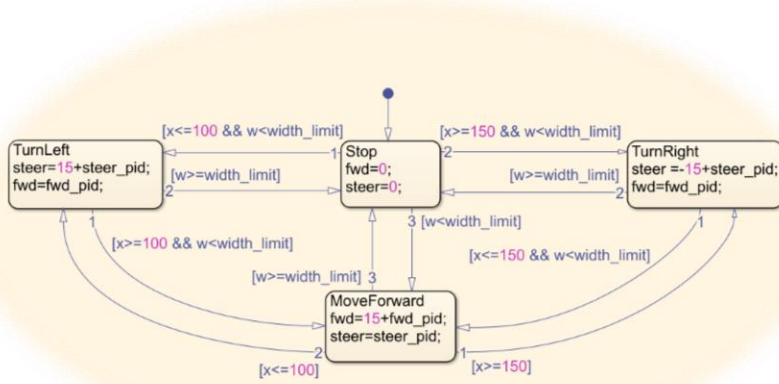 [x<=100 && w<width_limit]
[x>=150 && w<width_limit]
TurnLeft
steer=15+steer_pid;
fwd=fwd_pid;
1
2
[w>=width_limit]
1
Stop
fwd=0;
steer=0;
2
3
[w<width_limit]
TurnRight
steer =-15+steer_pid;
fwd=fwd_pid;
[w>=width_limit]
2
1
[x>=100 && w<width_limit]
[x<=150 && w<width_limit]
[w>=width_limit]
3
MoveForward
fwd=15+fwd_pid;
steer=steer_pid;
2
1
[x<=100]
[x>=150]